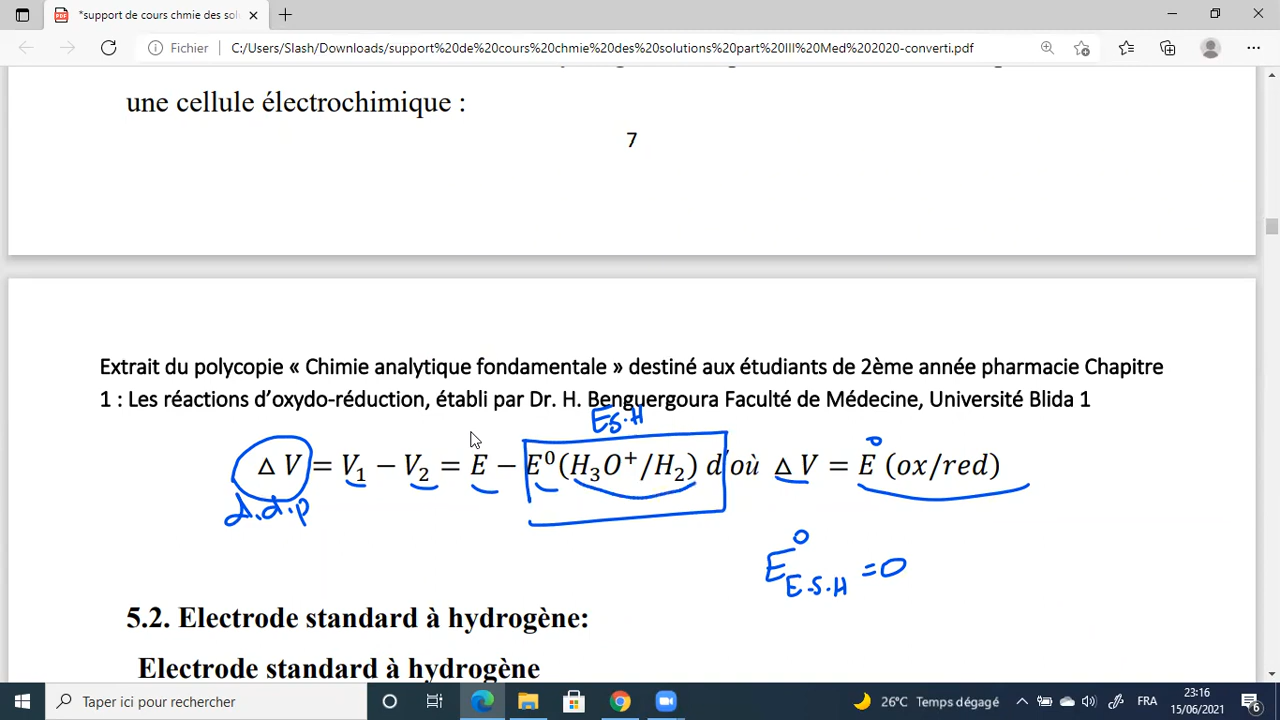 *support de cours chmie des sol
Fichier C:/Users/Slash/Downloads/support%20de%20cours%20chmie%20des%20solutions%20part%20III%20Med%202020-converti.pdf
une cellule électrochimique :
7
Extrait du polycopie « Chimie analytique fondamentale » destiné aux étudiants de 2ème année pharmacie Chapitre
1 : Les réactions d’oxydo-réduction, établi par Dr. H. Benguergoura Faculté de Médecine, Université Blida 1
E S.H
△ V = V₁ − V₂ = E − E⁰(H₃O⁺/H₂) d’où △ V = E° (ox/red)
d.d.p
E⁰ E.S.H = 0
5.2. Electrode standard à hydrogène:
Electrode standard à hydrogène
Taper ici pour rechercher
26°C Temps dégagé
FRA
23:16
15/06/2021
6